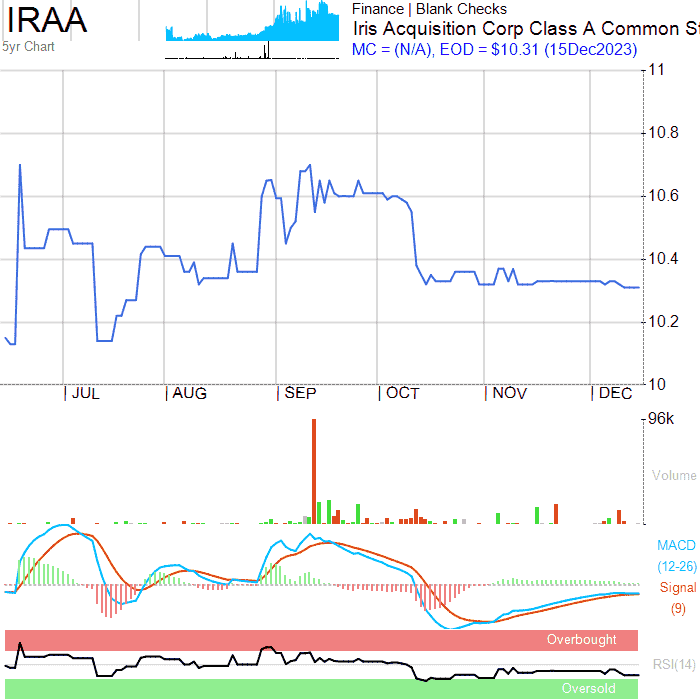 IRAA
5yr Chart
Finance | Blank Checks
Iris Acquisition Corp Class A Common St
MC = (N/A), EOD = $10.31 (15Dec2023)
11
10.8
10.6
10.4
10.2
10
JUL
AUG
SEP
OCT
NOV
DEC
96k
Volume
MACD
(12-26)
Signal
(9)
Overbought
RSI(14)
Oversold